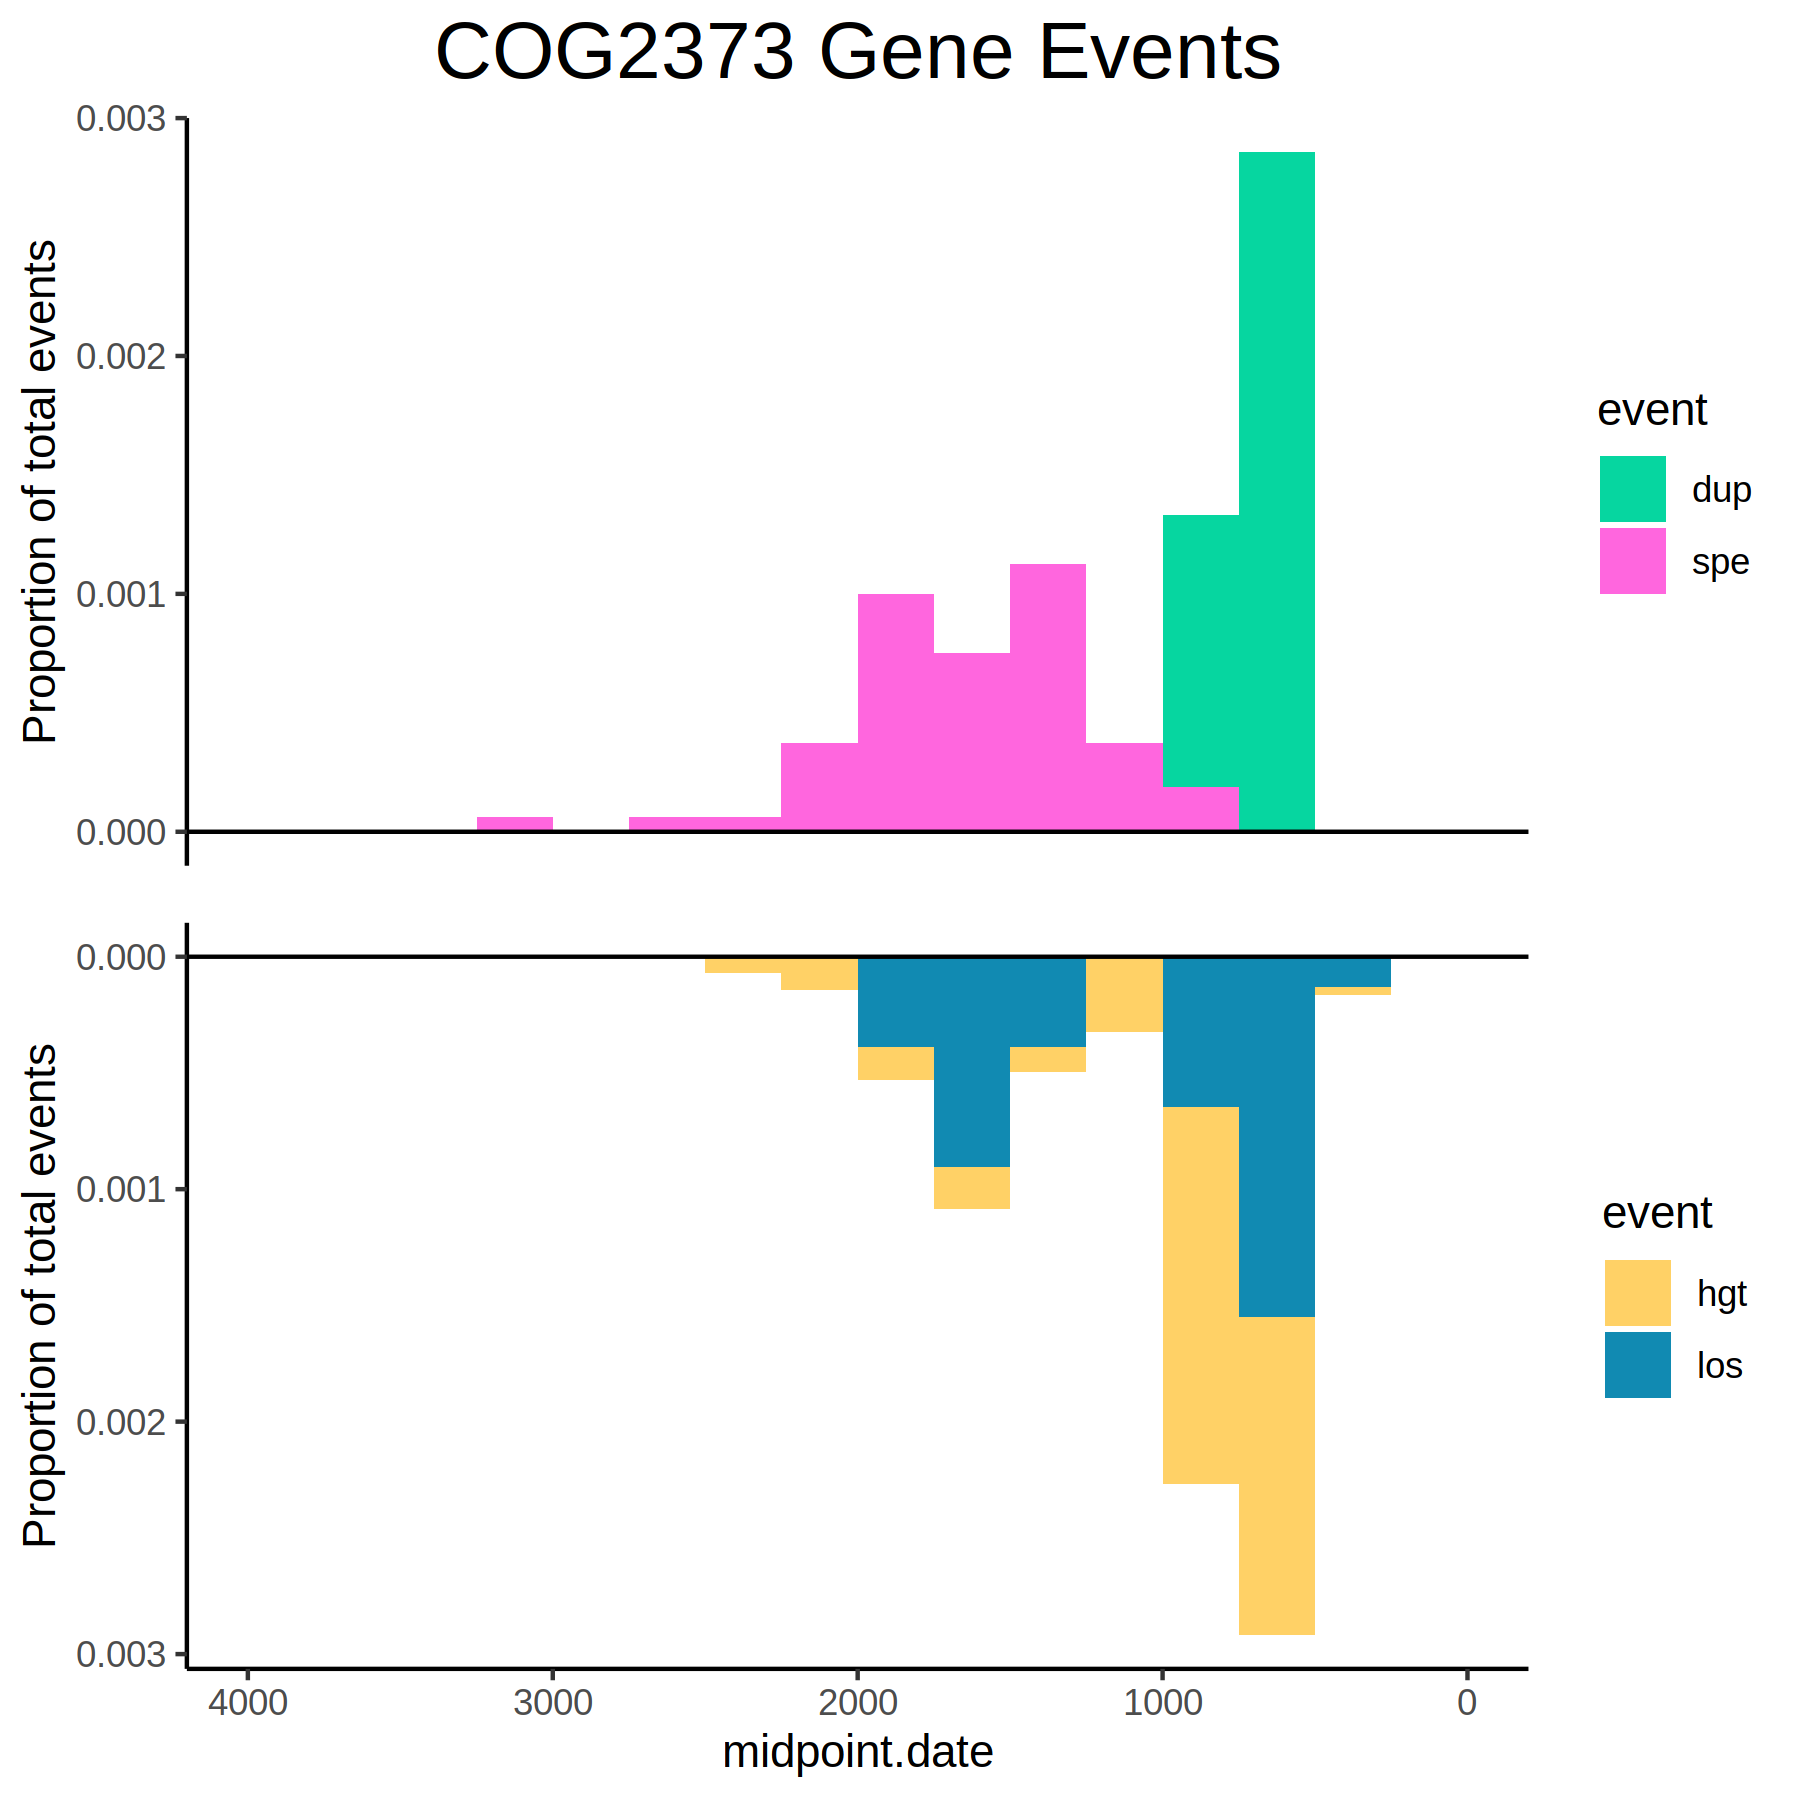 COG2373 Gene Events
Proportion of total events
0.003
0.002
0.001
0.000
event
dup
spe
Proportion of total events
0.000
0.001
0.002
0.003
event
hgt
los
4000 3000 2000 1000 0
midpoint.date